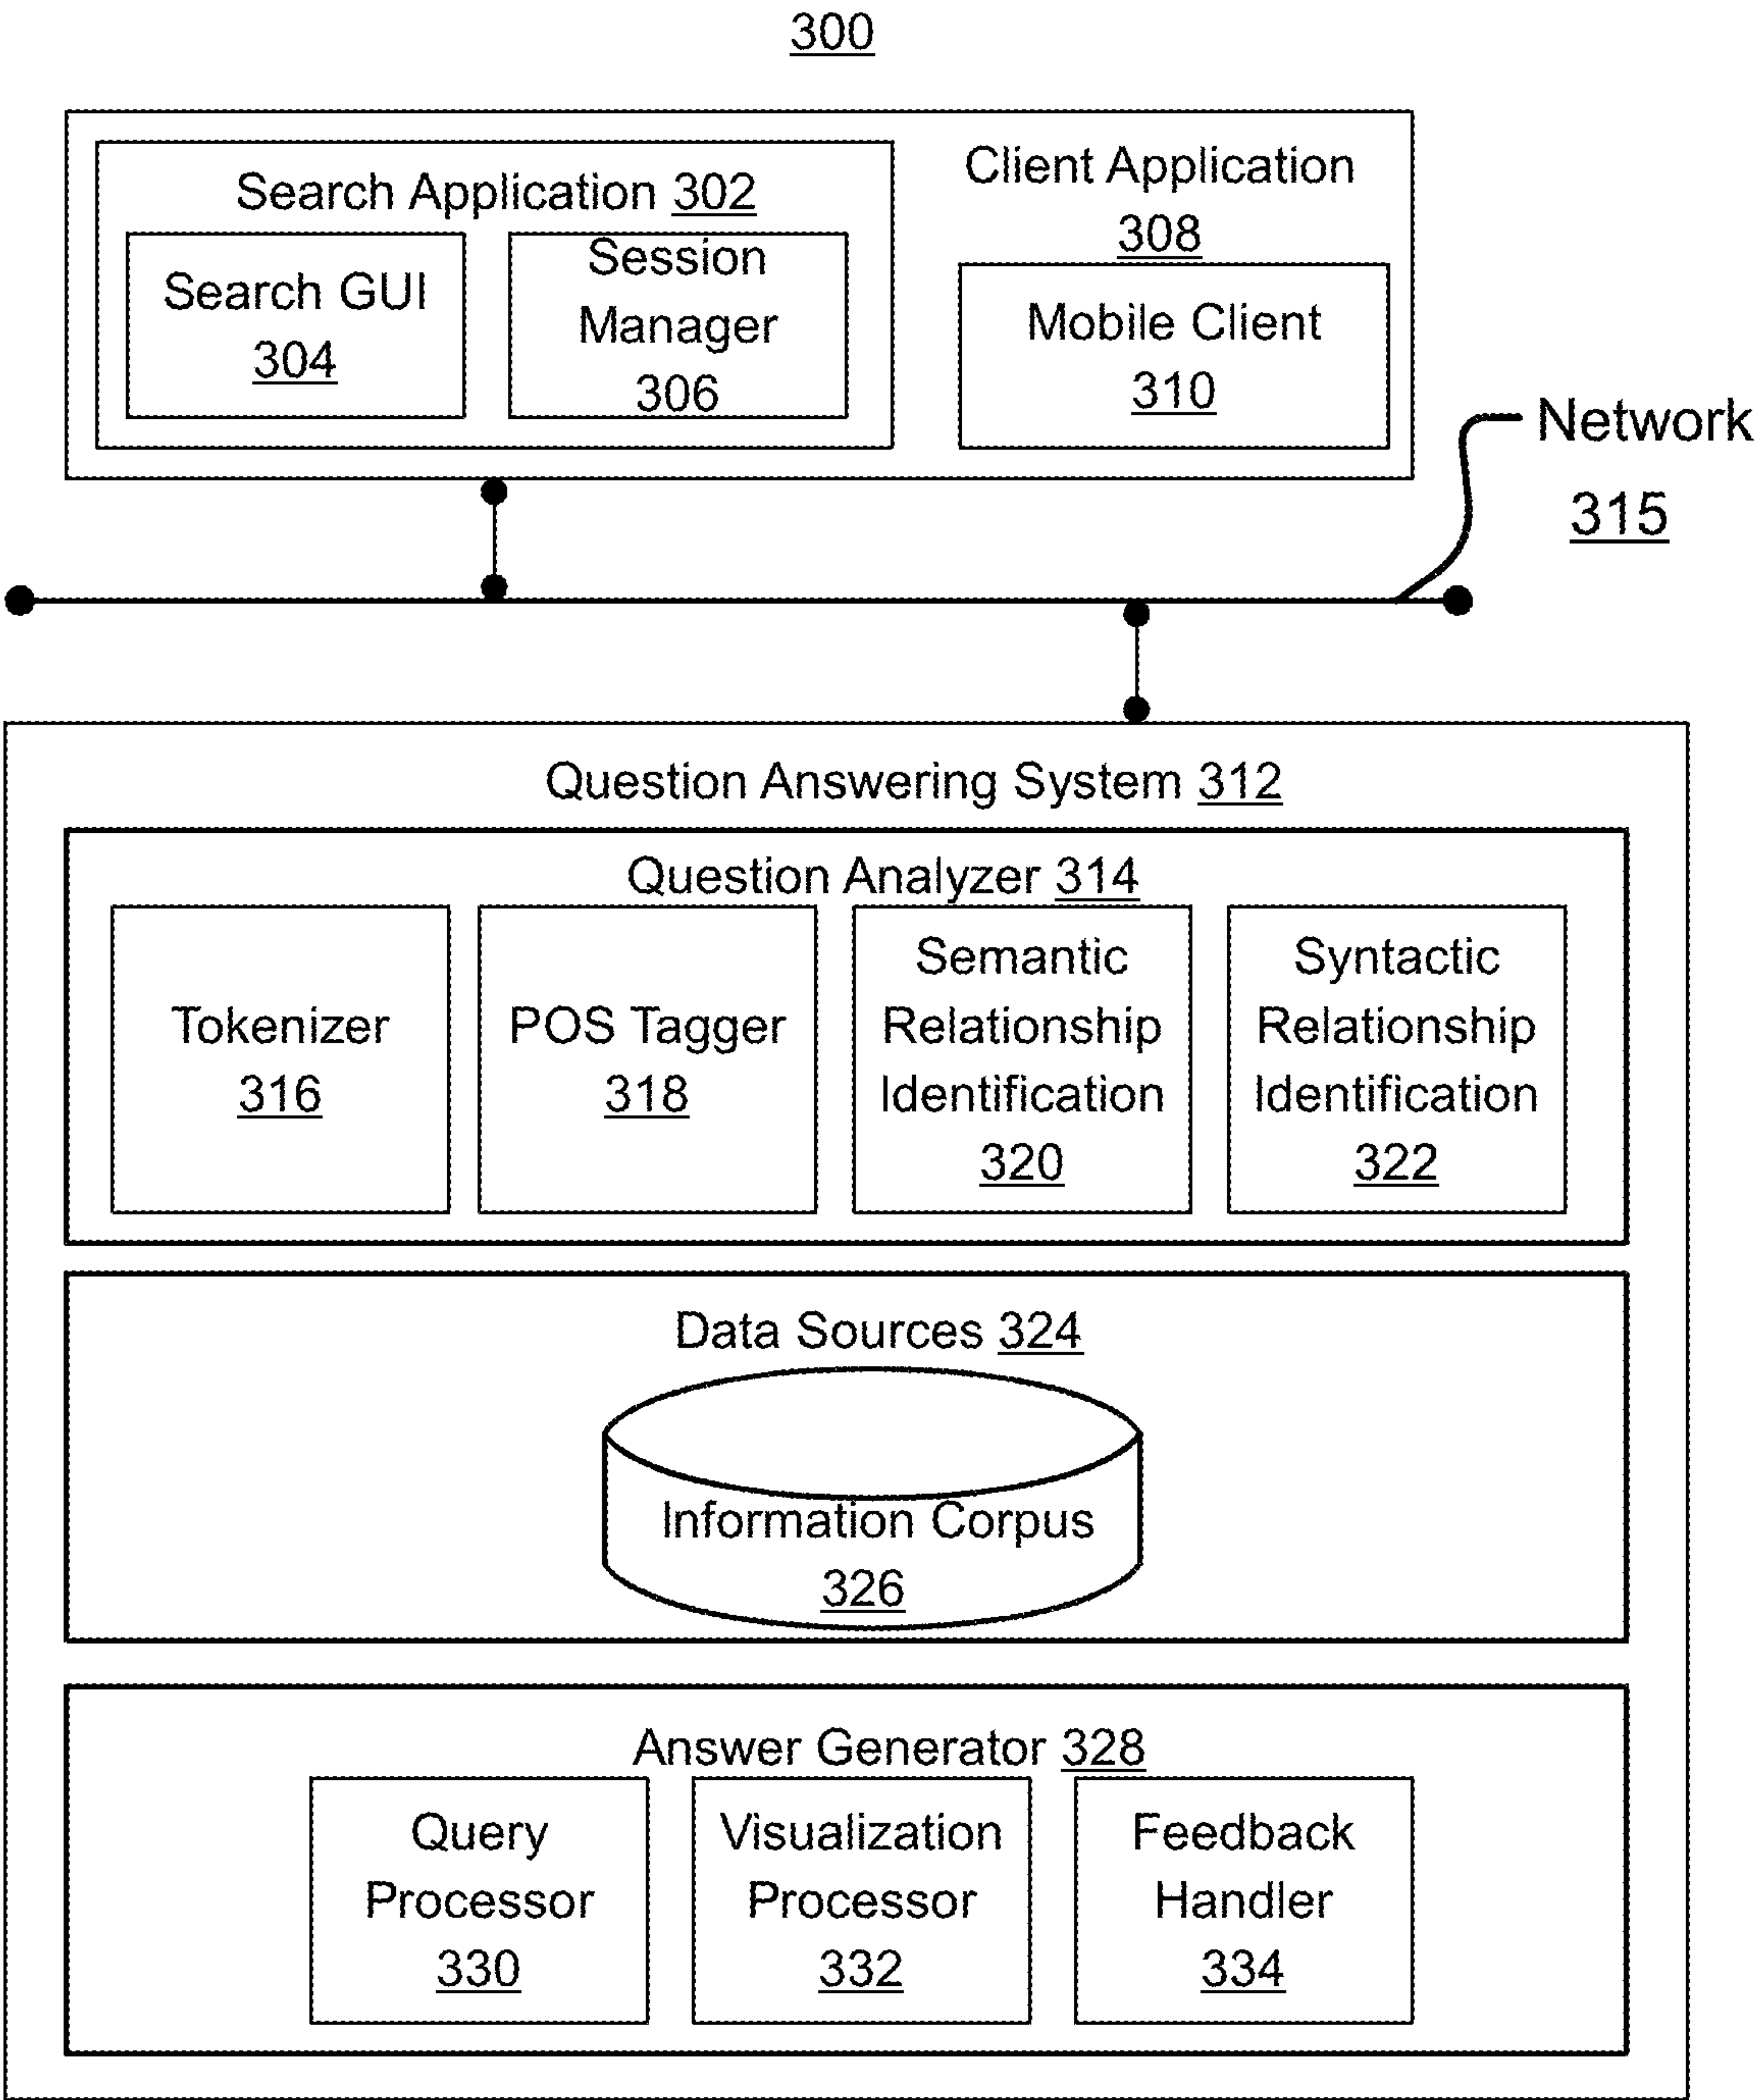 300
Search Application 302
Search GUI
304
Session
Manager
306
Client Application
308
Mobile Client
310
Network
315
Question Answering System 312
Question Analyzer 314
Tokenizer
316
POS Tagger
318
Semantic
Relationship
Identification
320
Syntactic
Relationship
Identification
322
Data Sources 324
Information Corpus
326
Answer Generator 328
Query
Processor
330
Visualization
Processor
332
Feedback
Handler
334